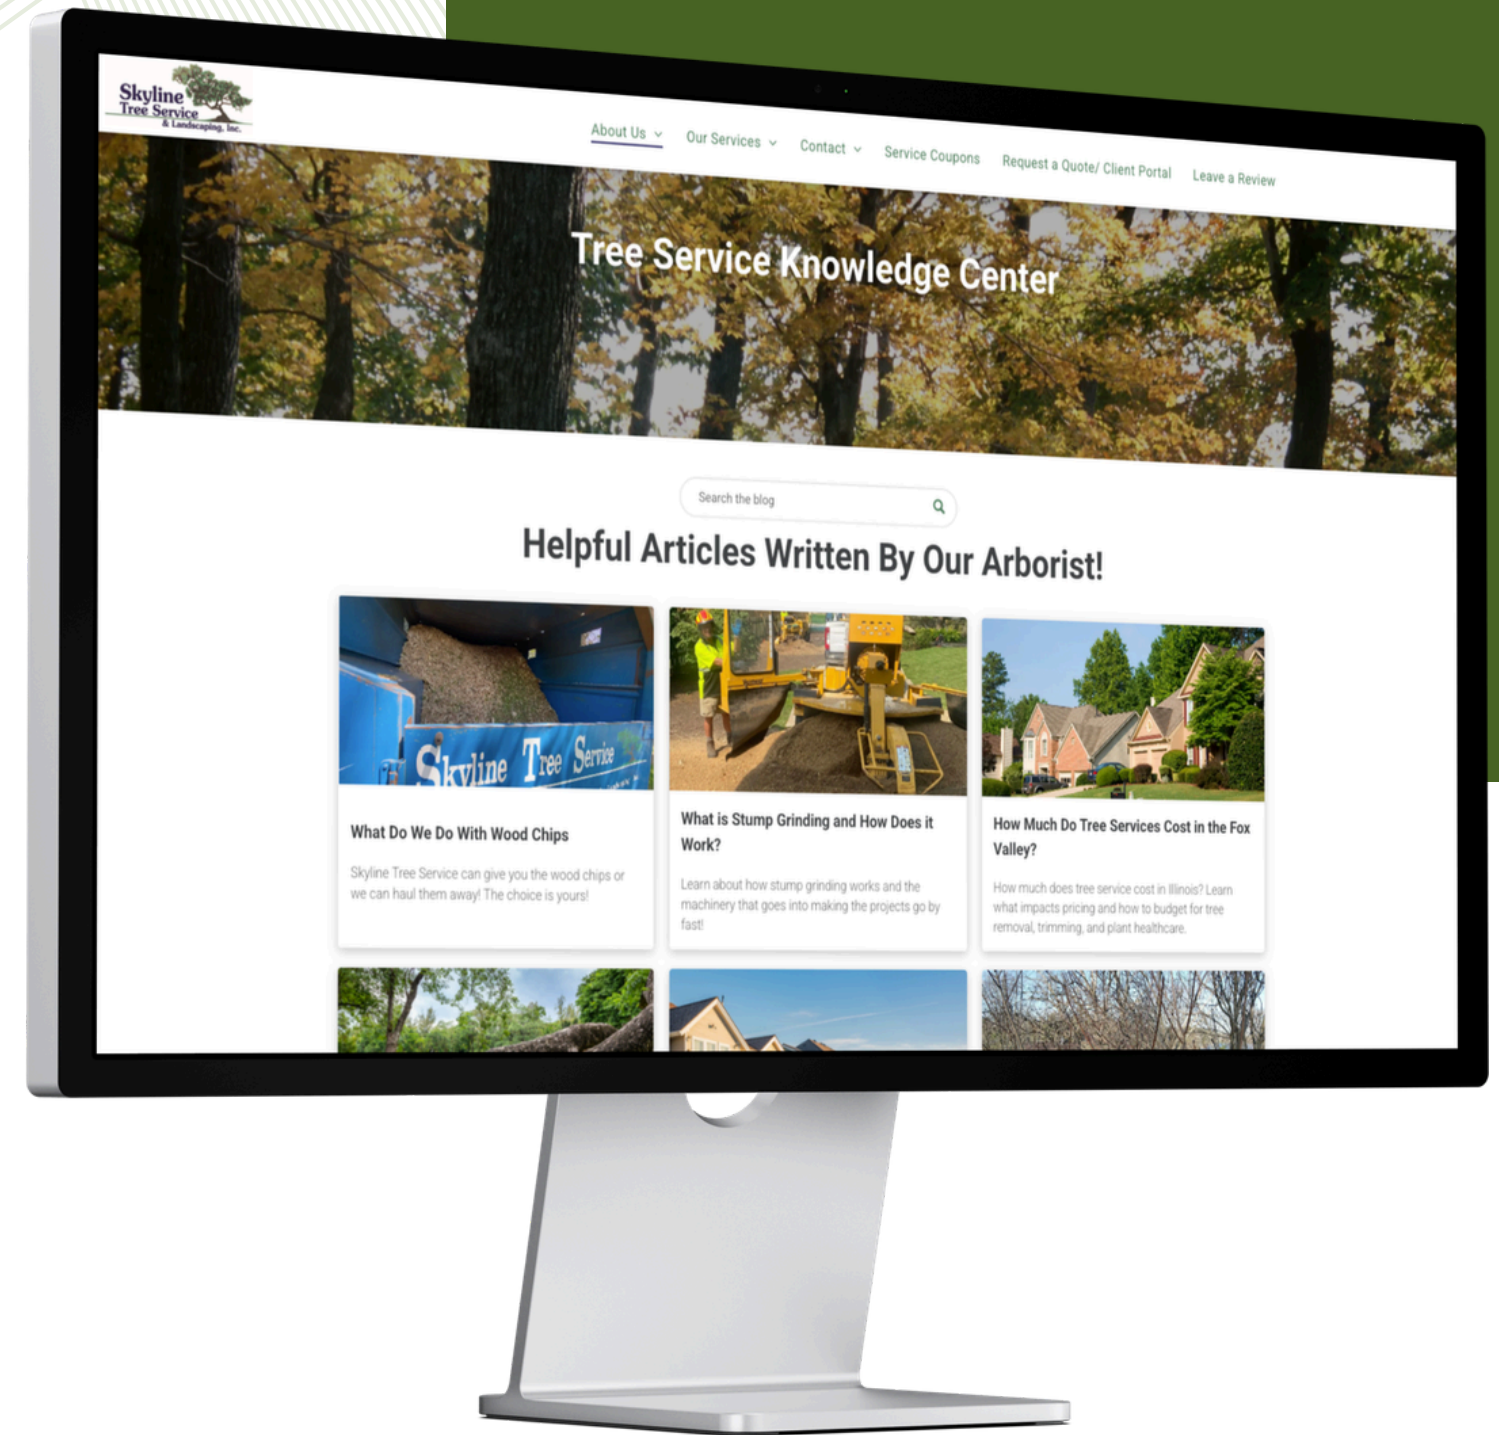 Skyline
Tree Service
& Landscaping, Inc.
About Us
Our Services
Contact
Service Coupons
Request a Quote/ Client Portal
Leave a Review
Tree Service Knowledge Center
Search the blog
Helpful Articles Written By Our Arborist!
Skyline Tree Service
What Do We Do With Wood Chips
Skyline Tree Service can give you the wood chips or
we can haul them away! The choice is yours!
What is Stump Grinding and How Does it
Work?
Learn about how stump grinding works and the
machinery that goes into making the projects go by
fast!
How Much Do Tree Services Cost in the Fox
Valley?
How much does tree service cost in Illinois? Learn
what impacts pricing and how to budget for tree
removal, trimming, and plant healthcare.